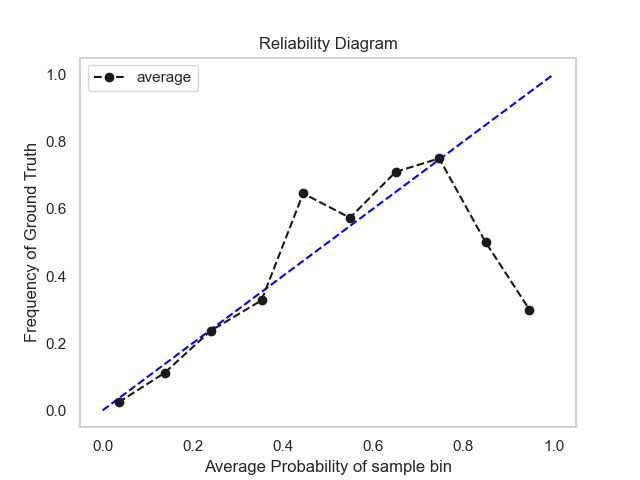 Reliability Diagram
average
Frequency of Ground Truth
1.0
0.8
0.6
0.4
0.2
0.0
0.0 0.2 0.4 0.6 0.8 1.0
Average Probability of sample bin